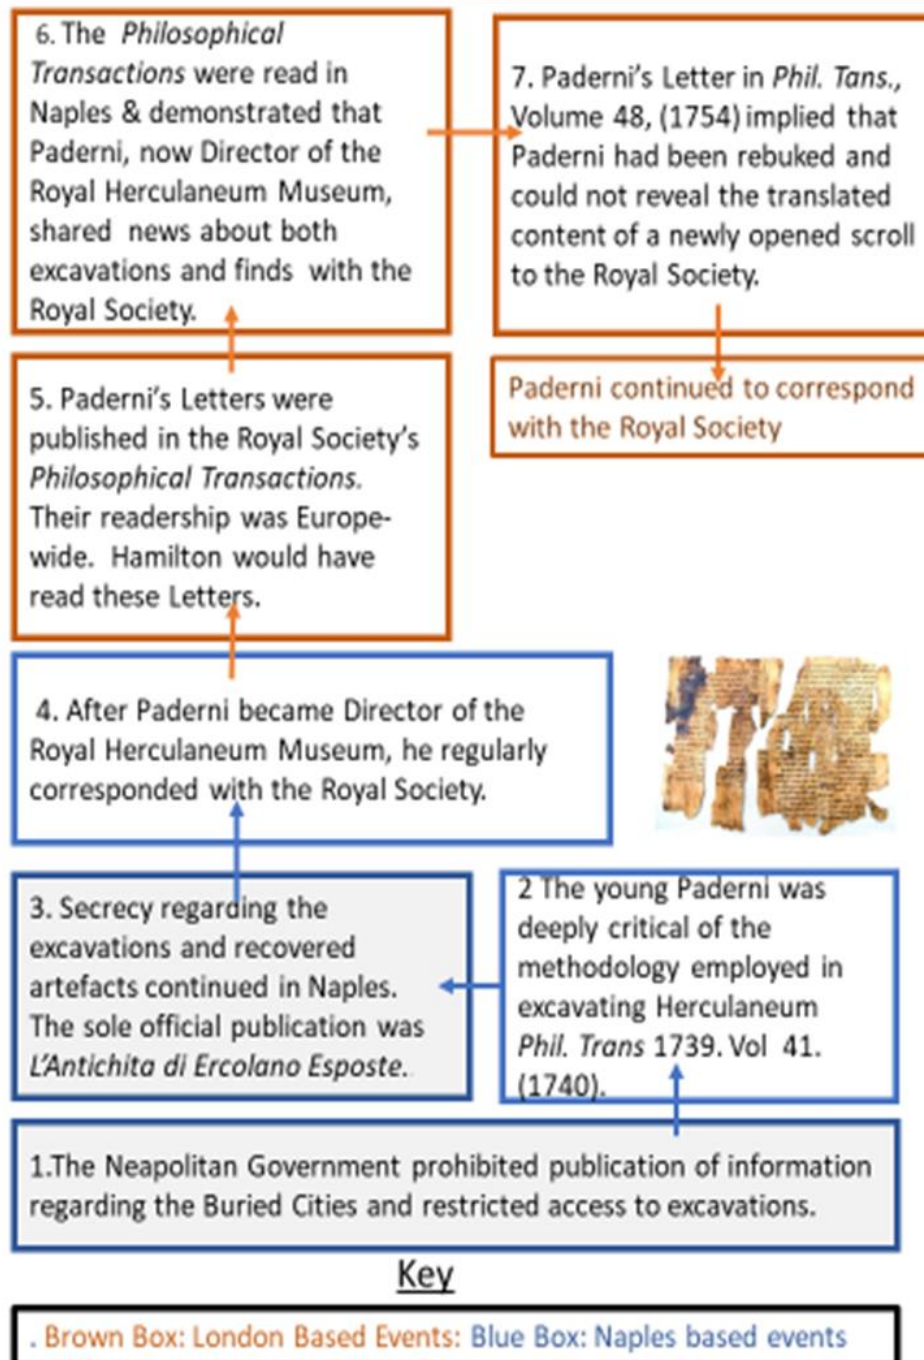 6. The Philosophical
Transactions were read in
Naples & demonstrated that
Paderni, now Director of the
Royal Herculaneum Museum,
shared news about both
excavations and finds with the
Royal Society.
7. Paderni's Letter in Phil. Tans.,
Volume 48, (1754) implied that
Paderni had been rebuked and
could not reveal the translated
content of a newly opened scroll
to the Royal Society.
Paderni continued to correspond
with the Royal Society
5. Paderni's Letters were
published in the Royal Society's
Philosophical Transactions.
Their readership was Europe-
wide. Hamilton would have
read these Letters.
4. After Paderni became Director of the
Royal Herculaneum Museum, he regularly
corresponded with the Royal Society.
3. Secrecy regarding the
excavations and recovered
artefacts continued in Naples.
The sole official publication was
L'Antichita di Ercolano Esposte.
2 The young Paderni was
deeply critical of the
methodology employed in
excavating Herculaneum
Phil. Trans 1739. Vol 41.
(1740).
1.The Neapolitan Government prohibited publication of information
regarding the Buried Cities and restricted access to excavations.
Key
. Brown Box: London Based Events: Blue Box: Naples based events